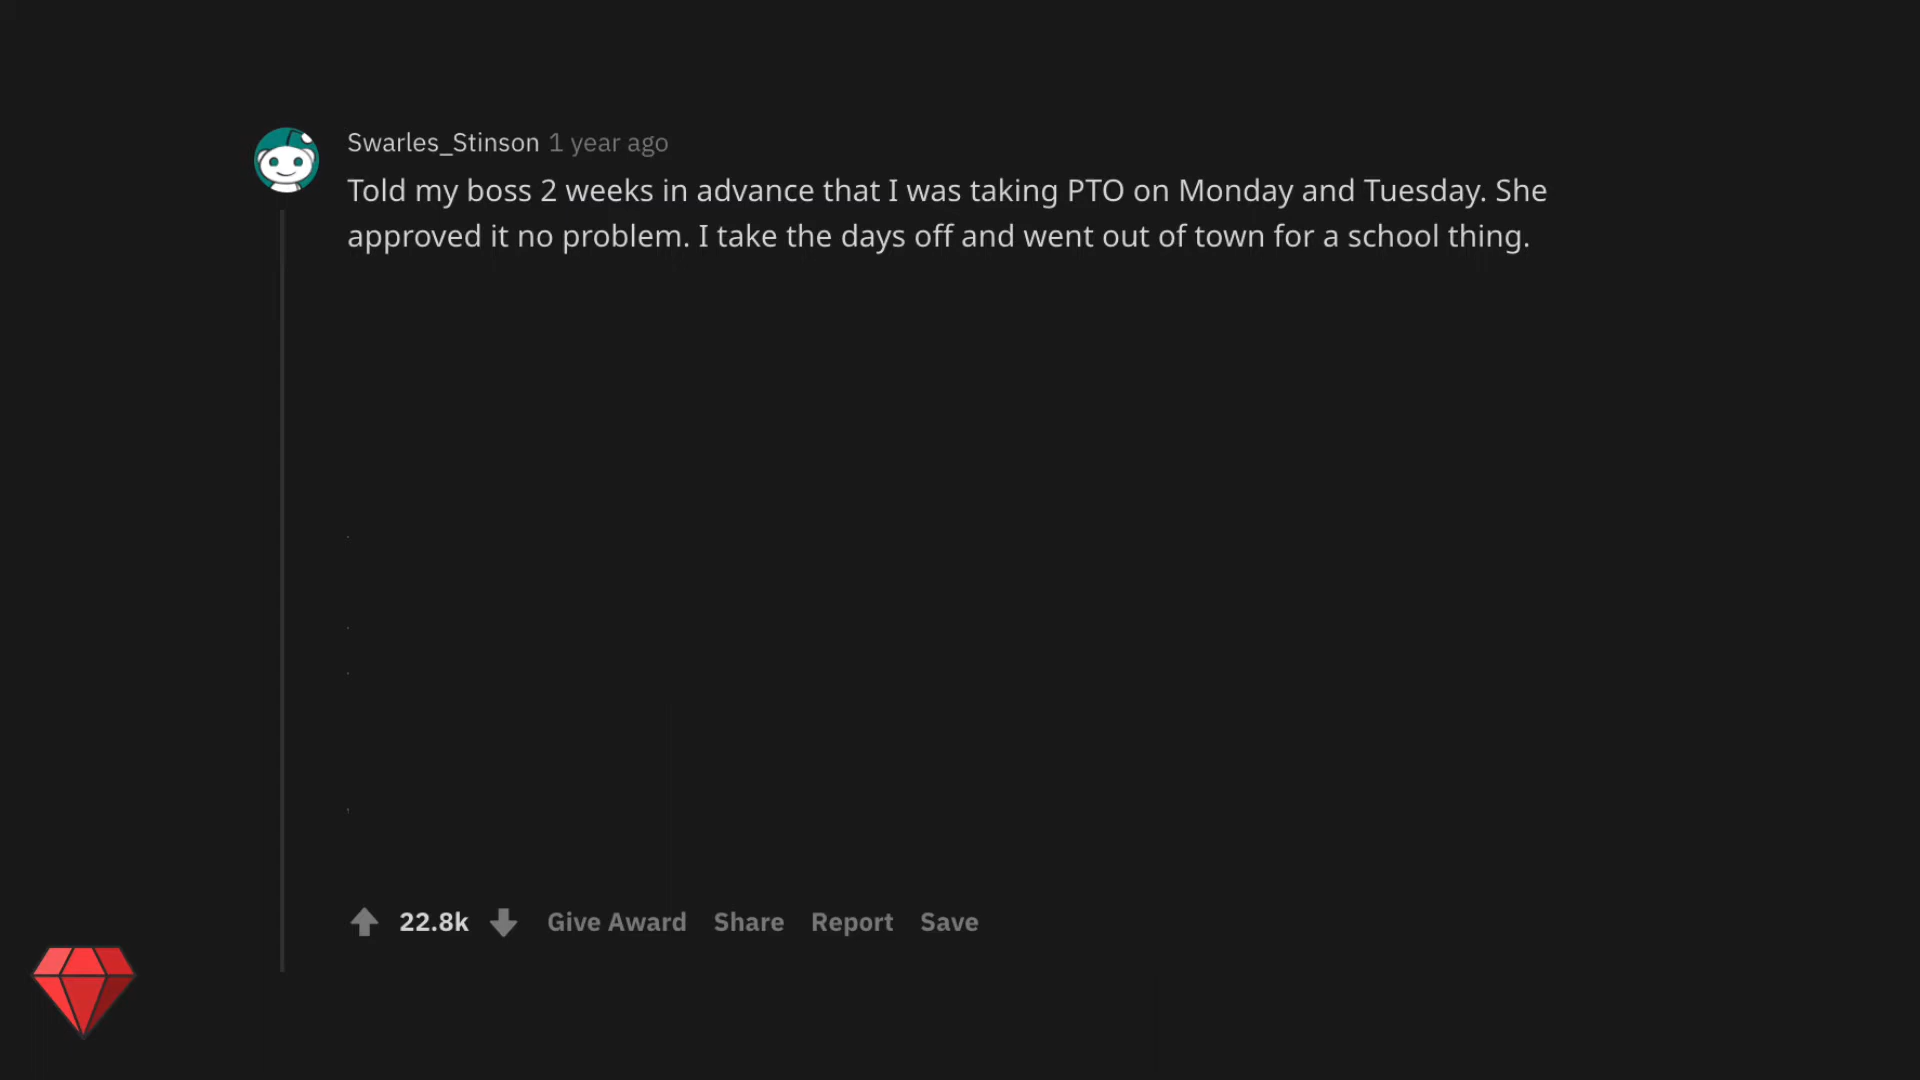 Swarles_Stinson 1 year ago
Told my boss 2 weeks in advance that I was taking PTO on Monday and Tuesday. She
approved it no problem. I take the days off and went out of town for a school thing.
22.8k Give Award Share Report Save